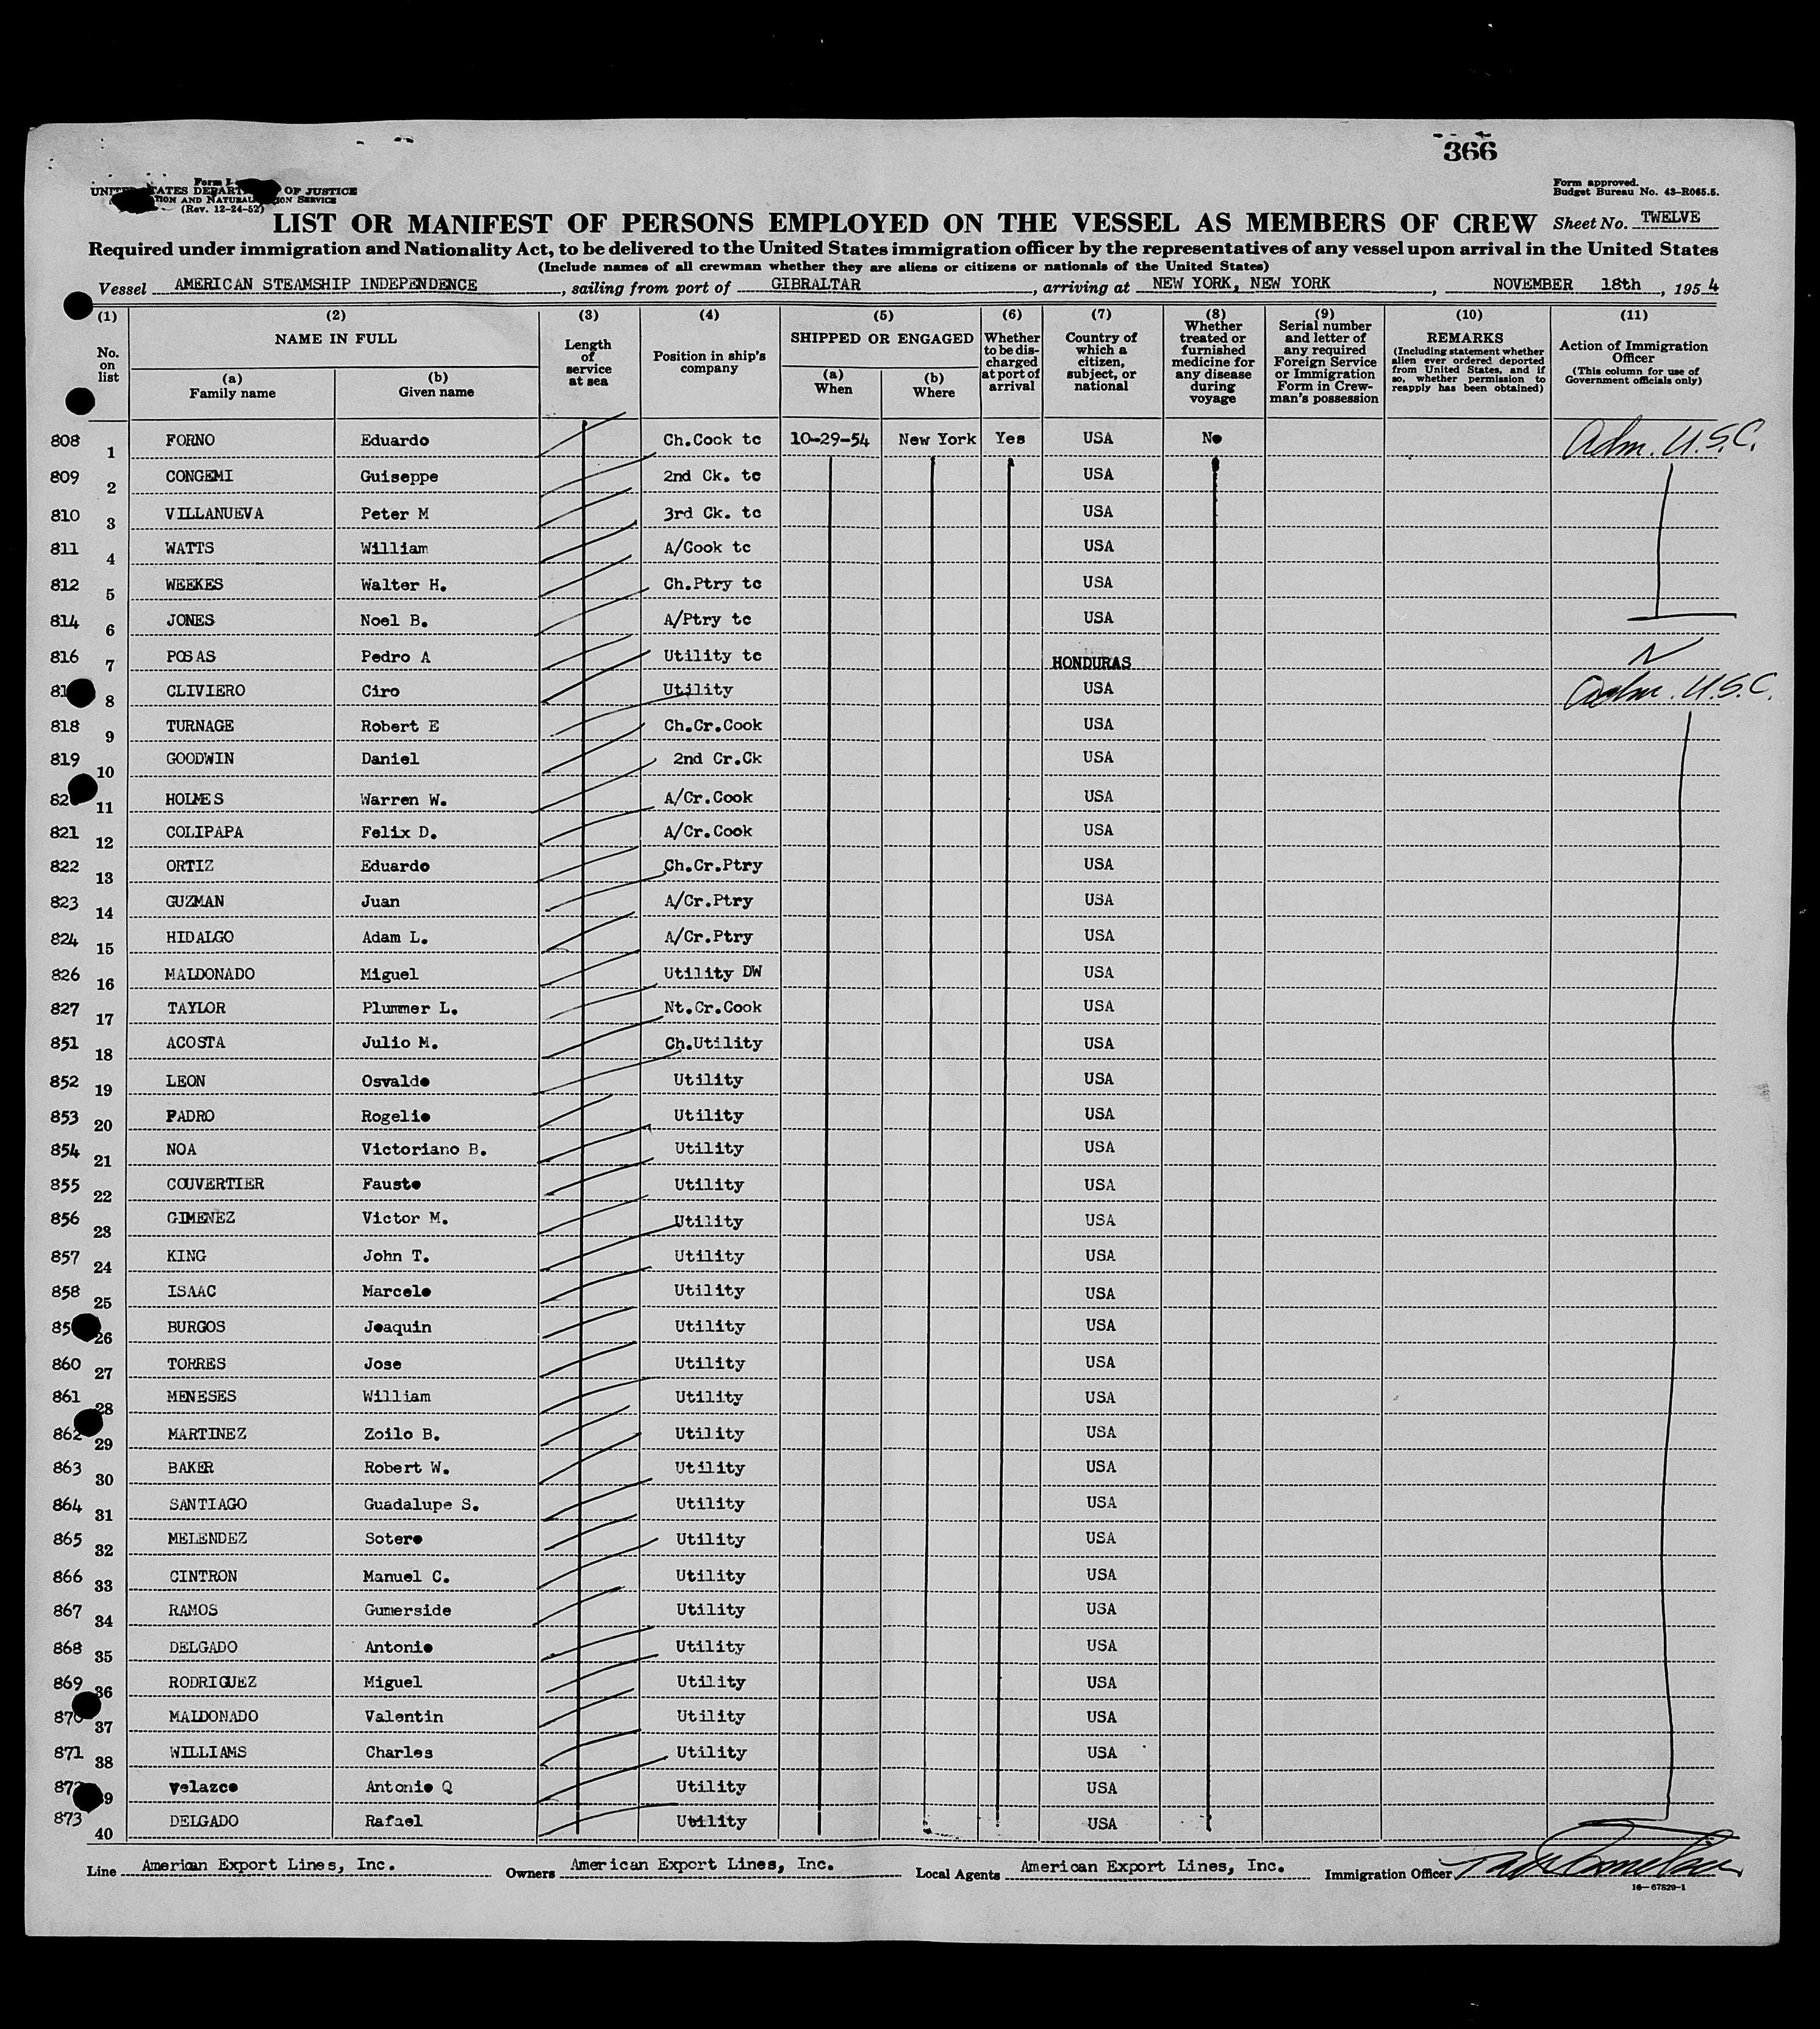 366
Form I-
UNITED STATES DEPART OF JUSTICE
TION AND NATURAL ION SERVICE
(Rev. 12-24-52)
Form approved.
Budget Bureau No. 43-R065.5.
LIST OR MANIFEST OF PERSONS EMPLOYED ON THE VESSEL AS MEMBERS OF CREW Sheet No. TWELVE
Required under immigration and Nationality Act, to be delivered to the United States immigration officer by the representatives of any vessel upon arrival in the United States
(Include names of all crewman whether they are aliens or citizens or nationals of the United States)
Vessel AMERICAN STEAMSHIP INDEPENDENCE, sailing from port of GIBRALTAR, arriving at NEW YORK, NEW YORK, NOVEMBER 18th, 1954
(1) No. on list
(2) NAME IN FULL
(a) Family name
(b) Given name
(3) Length of service at sea
(4) Position in ship's company
(5) SHIPPED OR ENGAGED
(a) When
(b) Where
(6) Whether to be discharged at port of arrival
(7) Country of which a citizen, subject, or national
(8) Whether treated or furnished medicine for any disease during voyage
(9) Serial number and letter of any required Foreign Service or Immigration Form in Crewman's possession
(10) REMARKS (Including statement whether alien ever ordered deported from United States, and if so, whether permission to reapply has been obtained)
(11) Action of Immigration Officer (This column for use of Government officials only)
808 1 FORNO Eduardo Ch.Cook tc 10-29-54 New York Yes USA No Adm. U.S.C.
809 2 CONGEMI Guiseppe 2nd Ck. tc USA
810 3 VILLANUEVA Peter M 3rd Ck. tc USA
811 4 WATTS William A/Cook tc USA
812 5 WEEKES Walter H. Ch.Ptry tc USA
814 6 JONES Noel B. A/Ptry tc USA
816 7 POSAS Pedro A Utility tc HONDURAS N
81 8 CLIVIERO Ciro Utility USA Adm. U.S.C.
818 9 TURNAGE Robert E Ch.Cr.Cook USA
819 10 GOODWIN Daniel 2nd Cr.Ck USA
82 11 HOLMES Warren W. A/Cr.Cook USA
821 12 COLIPAPA Felix D. A/Cr.Cook USA
822 13 ORTIZ Eduardo Ch.Cr.Ptry USA
823 14 GUZMAN Juan A/Cr.Ptry USA
824 15 HIDALGO Adam L. A/Cr.Ptry USA
826 16 MALDONADO Miguel Utility DW USA
827 17 TAYLOR Plummer L. Nt.Cr.Cook USA
851 18 ACOSTA Julio M. Ch.Utility USA
852 19 LEON Osvaldo Utility USA
853 20 PADRO Rogelio Utility USA
854 21 NOA Victoriano B. Utility USA
855 22 COUVERTIER Fausto Utility USA
856 23 GIMENEZ Victor M. Utility USA
857 24 KING John T. Utility USA
858 25 ISAAC Marcelo Utility USA
85 26 BURGOS Joaquin Utility USA
860 27 TORRES Jose Utility USA
861 28 MENESES William Utility USA
862 29 MARTINEZ Zoilo B. Utility USA
863 30 BAKER Robert W. Utility USA
864 31 SANTIAGO Guadalupe S. Utility USA
865 32 MELENDEZ Sotero Utility USA
866 33 CINTRON Manuel C. Utility USA
867 34 RAMOS Gumerside Utility USA
868 35 DELGADO Antonio Utility USA
869 36 RODRIGUEZ Miguel Utility USA
870 37 MALDONADO Valentin Utility USA
871 38 WILLIAMS Charles Utility USA
872 39 velazco Antonio Q Utility USA
873 40 DELGADO Rafael Utility USA
Line American Export Lines, Inc. Owners American Export Lines, Inc. Local Agents American Export Lines, Inc. Immigration Officer
16—67820-1